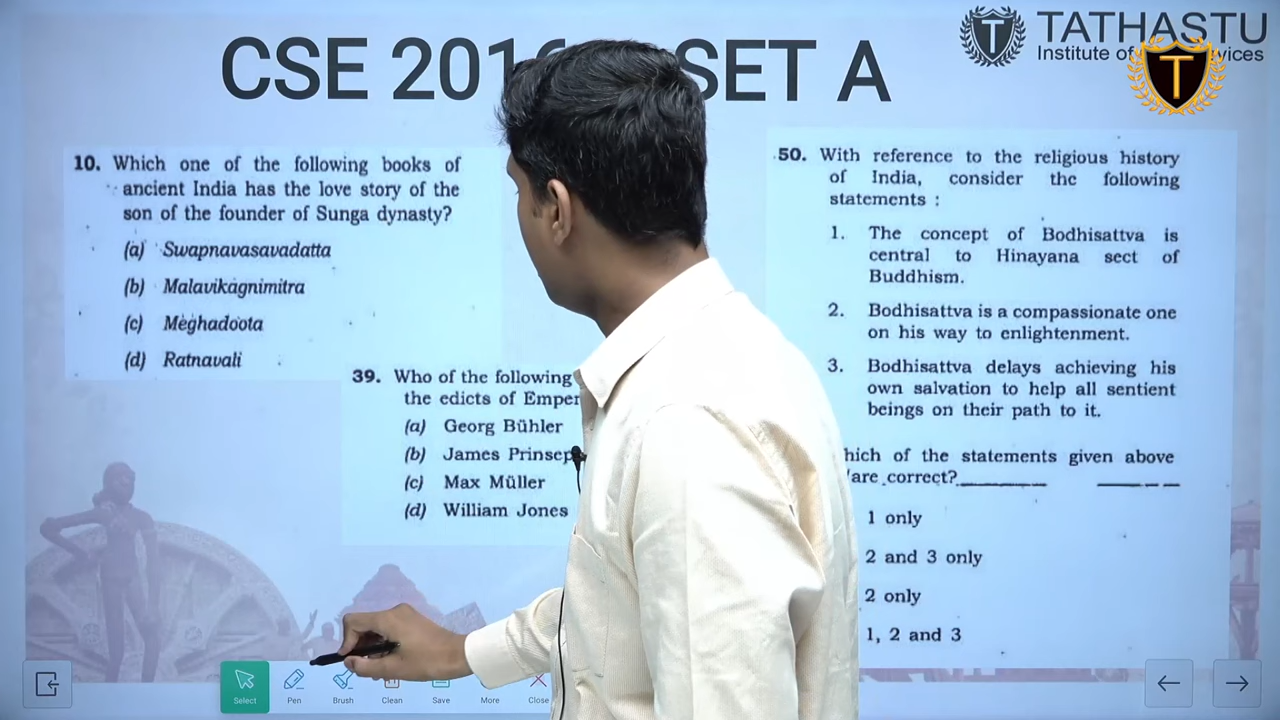 CSE 201 SET A
TATHASTU
Institute of
10. Which one of the following books of
ancient India has the love story of the
son of the founder of Sunga dynasty?
(a) Swapnavasavadatta
(b) Malavikagnimitra
(c) Meghadoota
(d) Ratnavali
39. Who of the following
the edicts of
(a) Georg Bühler
(b) James Prinsep
(c) Max Müller
(d) William Jones
50. With reference to the religious history
of India, consider the following
statements :
1. The concept of Bodhisattva is
central to Hinayana sect of
Buddhism.
2. Bodhisattva is a compassionate one
on his way to enlightenment.
3. Bodhisattva delays achieving his
own salvation to help all sentient
beings on their path to it.
hich of the statements given above
/are correct?
1 only
2 and 3 only
2 only
1, 2 and 3
Select Pen Brush Clean Save More Close